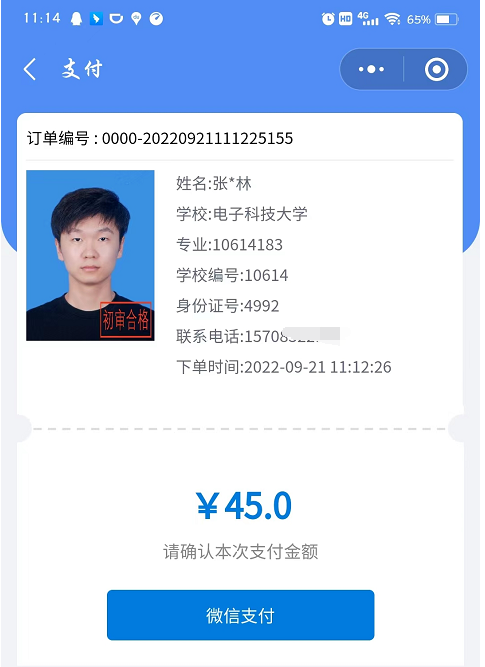 11:14
4G
HD
65%
支付
订单编号 : 0000-20220921111225155
姓名:张*林
学校:电子科技大学
专业:10614183
学校编号:10614
身份证号:4992
联系电话:15708
下单时间:2022-09-21 11:12:26
初审合格
￥45.0
请确认本次支付金额
微信支付